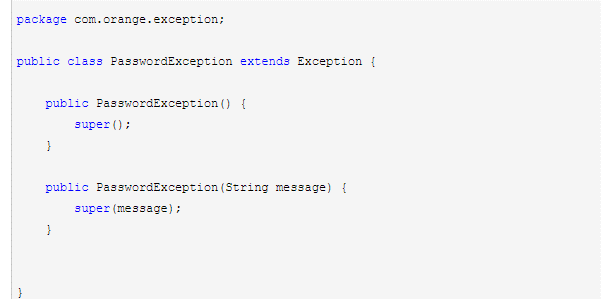 package com.orange.exception;
public class PasswordException extends Exception {
public PasswordException() {
super();
}
public PasswordException(String message) {
super(message);
}
}